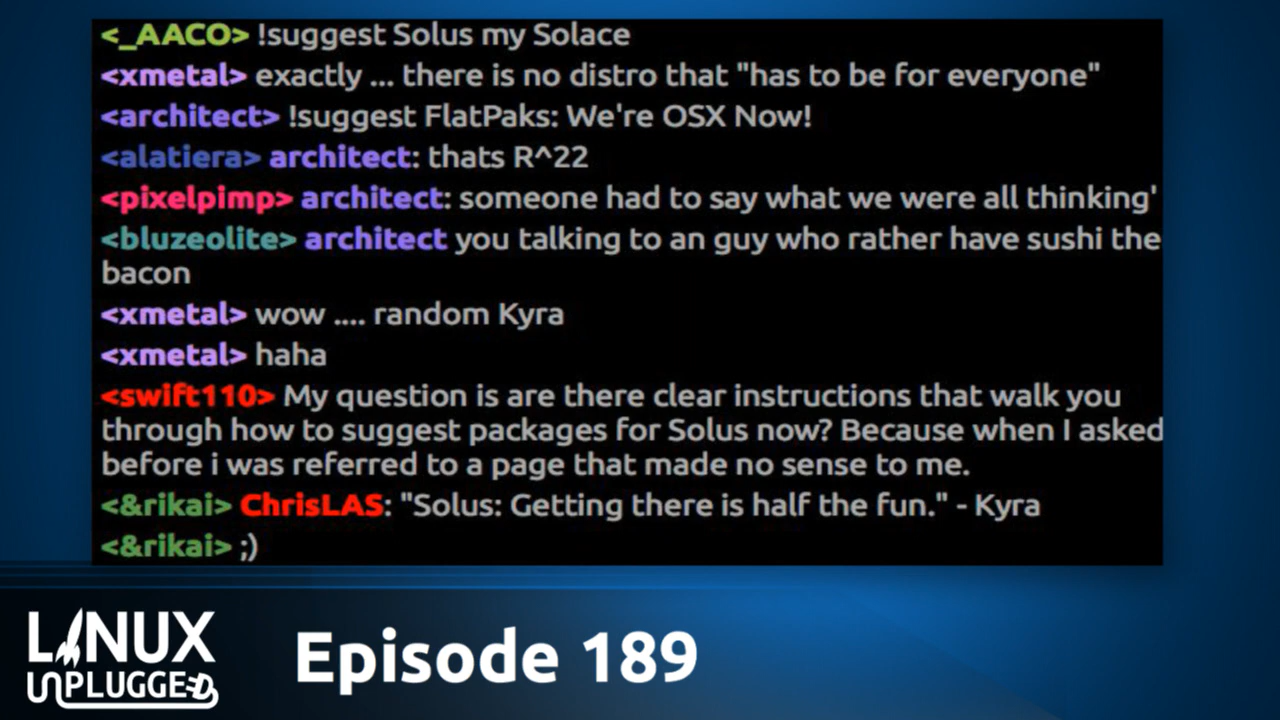 <_AACO> !suggest Solus my Solace
<xmetal> exactly ... there is no distro that "has to be for everyone"
<architect> !suggest FlatPaks: We're OSX Now!
<alatiera> architect: thats R^22
<pixelpimp> architect: someone had to say what we were all thinking'
<bluzeolite> architect you talking to an guy who rather have sushi the
bacon
<xmetal> wow .... random Kyra
<xmetal> haha
<swift110> My question is are there clear instructions that walk you
through how to suggest packages for Solus now? Because when I asked
before i was referred to a page that made no sense to me.
<&rikai> ChrisLAS: "Solus: Getting there is half the fun." - Kyra
<&rikai> ;)
LINUX
UNPLUGGED
Episode 189